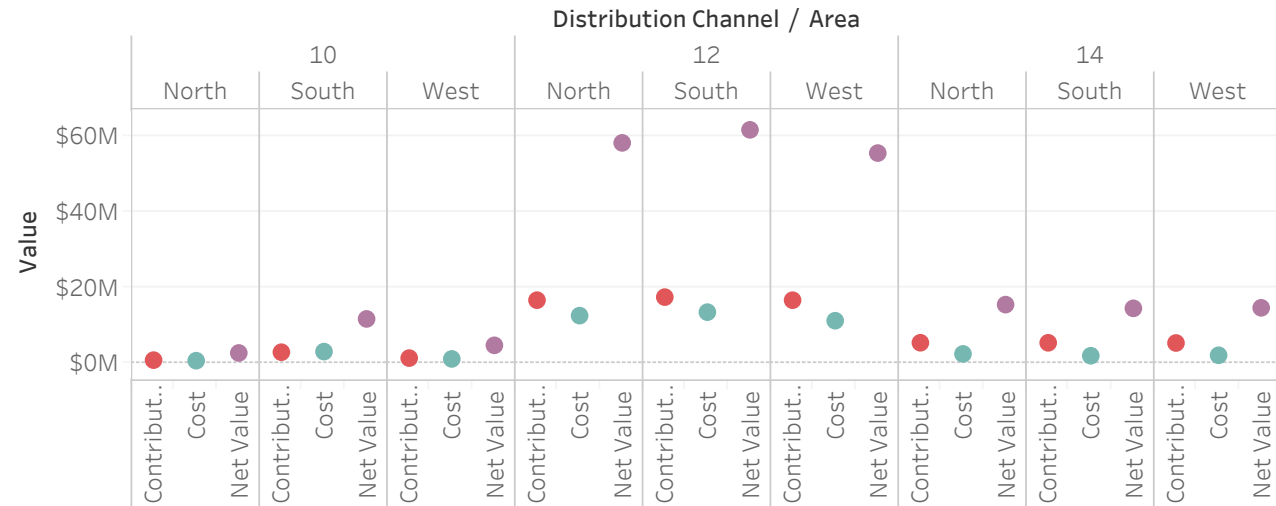 Distribution Channel / Area
10 12 14
North South West North South West North South West
Value
$60M
$40M
$20M
$0M
Contribut.. Cost Net Value Contribut.. Cost Net Value Contribut.. Cost Net Value Contribut.. Cost Net Value Contribut.. Cost Net Value Contribut.. Cost Net Value Contribut.. Cost Net Value Contribut.. Cost Net Value Contribut.. Cost Net Value